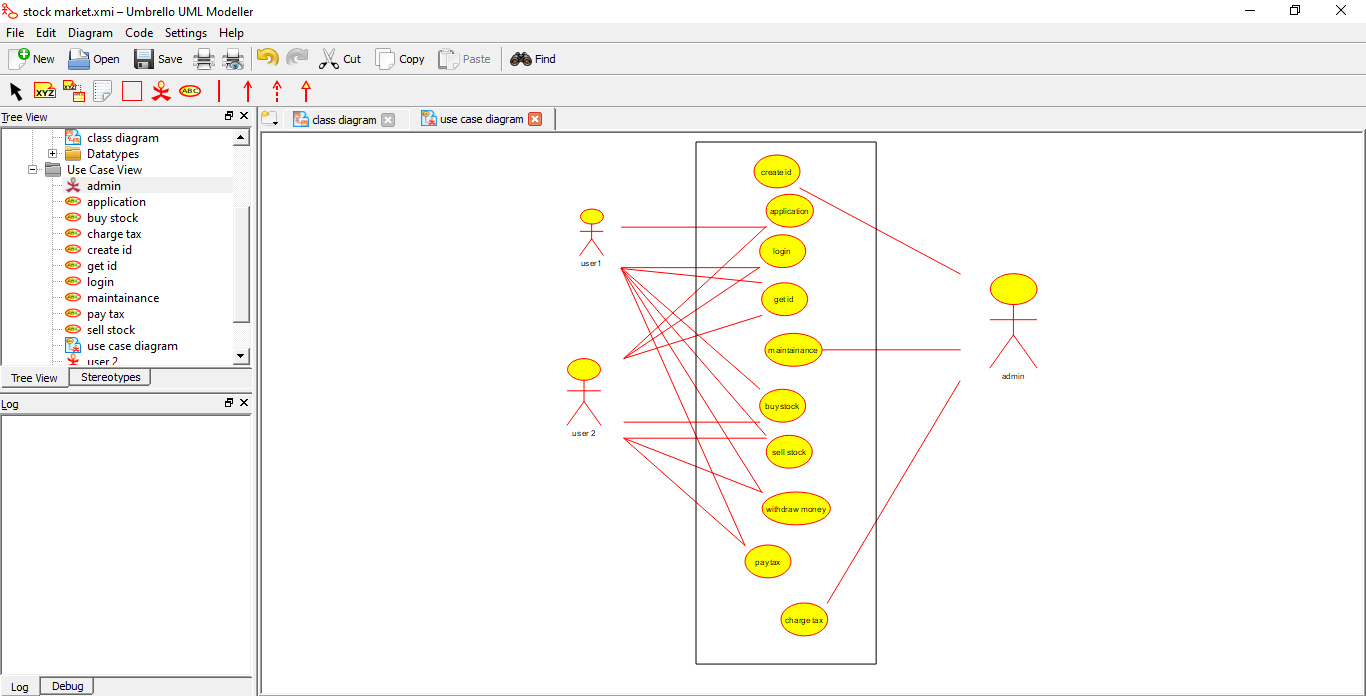 stock market.xmi – Umbrello UML Modeller
File Edit Diagram Code Settings Help
New Open Save Cut Copy Paste Find
XYZ XYZ ABC
Tree View
class diagram
Datatypes
Use Case View
admin
application
buy stock
charge tax
create id
get id
login
maintainance
pay tax
sell stock
use case diagram
user 2
Tree View Stereotypes
Log
Log Debug
class diagram use case diagram
create id
application
user1
login
get id
maintainance
admin
buy stock
user 2
sell stock
withdraw money
pay tax
charge tax